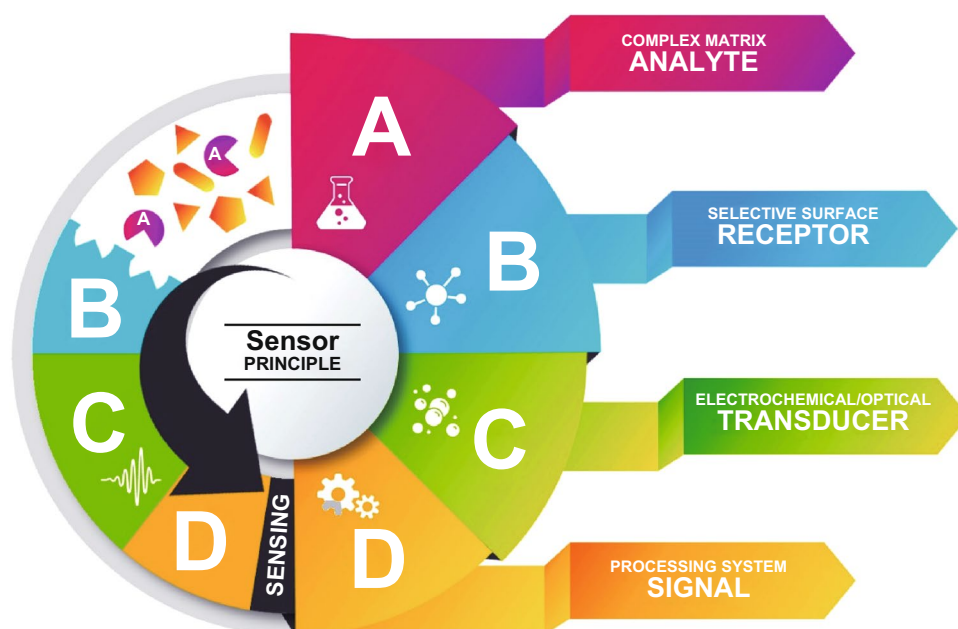 COMPLEX MATRIX
ANALYTE
A
A
A
B
SELECTIVE SURFACE
RECEPTOR
B
Sensor
PRINCIPLE
C
C
ELECTROCHEMICAL/OPTICAL
TRANSDUCER
D
SENSING
D
PROCESSING SYSTEM
SIGNAL